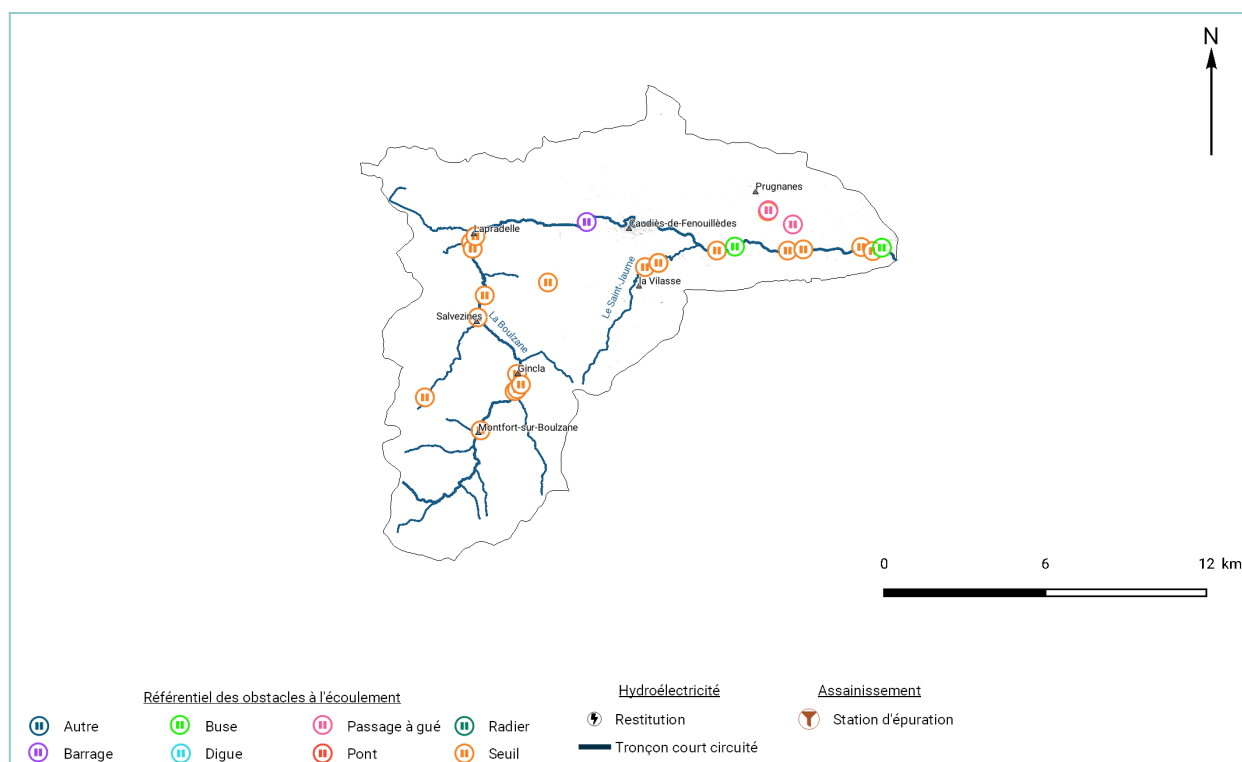 N
Prugnanes
Caudiès-de-Fenouillèdes
Lapradelle
la Vilasse
Le Saint-Jaume
Salvezines
La Boulzane
Gincla
Montfort-sur-Boulzane
0 6 12 km
Référentiel des obstacles à l'écoulement
Hydroélectricité
Assainissement
Autre
Buse
Passage à gué
Radier
Restitution
Station d'épuration
Barrage
Digue
Pont
Seuil
Tronçon court circuité